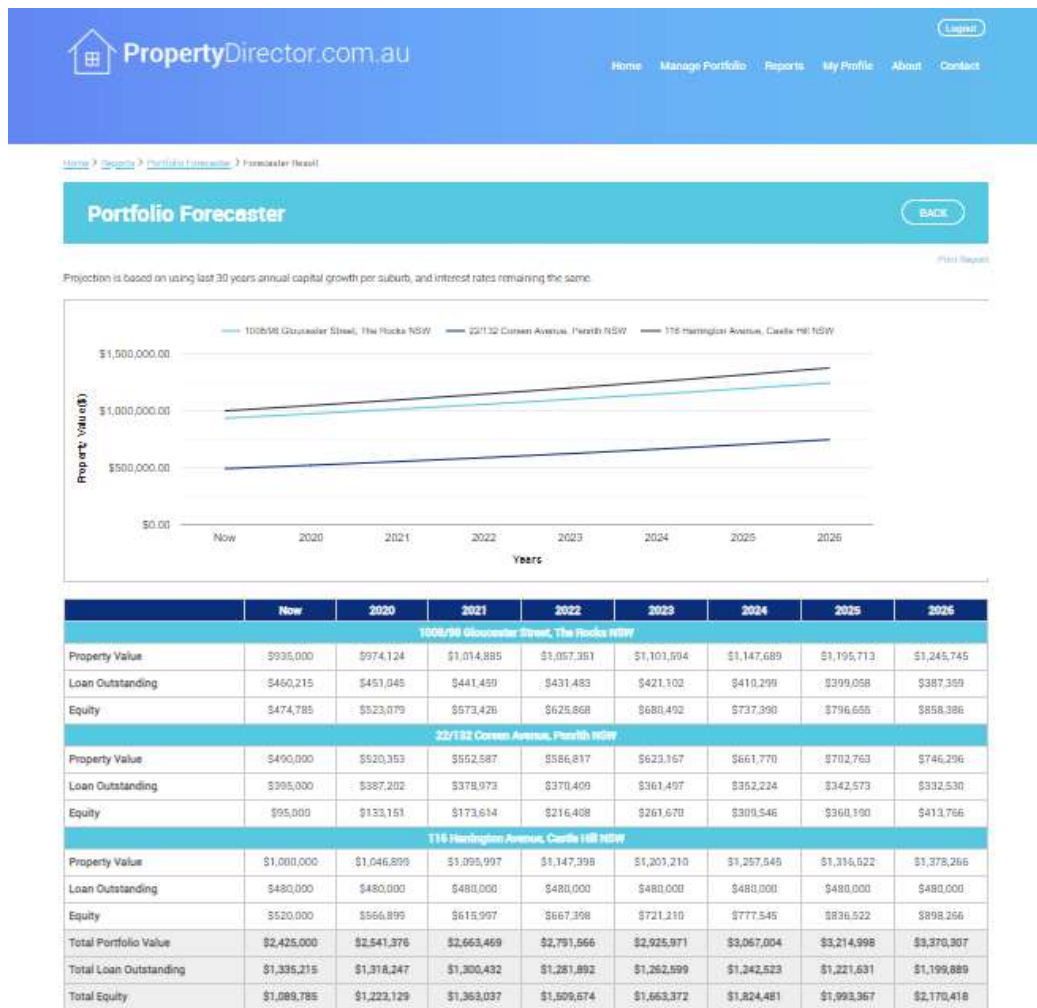 Logout
PropertyDirector.com.au
Home Manage Portfolio Reports My Profile About Contact
Home > Reports > Portfolio Forecaster > Forecaster Result
Portfolio Forecaster
BACK
Print Report
Projection is based on using last 30 years annual capital growth per suburb, and interest rates remaining the same.
1008/98 Gloucester Street, The Rocks NSW 22/132 Coreen Avenue, Penrith NSW 116 Harrington Avenue, Castle Hill NSW
$1,500,000.00
$1,000,000.00
$500,000.00
$0.00
Property Value($)
Now 2020 2021 2022 2023 2024 2025 2026
Years
Now 2020 2021 2022 2023 2024 2025 2026
1008/98 Gloucester Street, The Rocks NSW
Property Value $935,000 $974,124 $1,014,885 $1,057,351 $1,101,594 $1,147,689 $1,195,713 $1,245,745
Loan Outstanding $460,215 $451,045 $441,459 $431,483 $421,102 $410,299 $399,058 $387,359
Equity $474,785 $523,079 $573,426 $625,868 $680,492 $737,390 $796,655 $858,386
22/132 Coreen Avenue, Penrith NSW
Property Value $490,000 $520,353 $552,587 $586,817 $623,167 $661,770 $702,763 $746,296
Loan Outstanding $395,000 $387,202 $378,973 $370,409 $361,497 $352,224 $342,573 $332,530
Equity $95,000 $133,151 $173,614 $216,408 $261,670 $309,546 $360,190 $413,766
116 Harrington Avenue, Castle Hill NSW
Property Value $1,000,000 $1,046,899 $1,095,997 $1,147,398 $1,201,210 $1,257,545 $1,316,522 $1,378,266
Loan Outstanding $480,000 $480,000 $480,000 $480,000 $480,000 $480,000 $480,000 $480,000
Equity $520,000 $566,899 $615,997 $667,398 $721,210 $777,545 $836,522 $898,266
Total Portfolio Value $2,425,000 $2,541,376 $2,663,469 $2,791,566 $2,925,971 $3,067,004 $3,214,998 $3,370,307
Total Loan Outstanding $1,335,215 $1,318,247 $1,300,432 $1,281,892 $1,262,599 $1,242,523 $1,221,631 $1,199,889
Total Equity $1,089,785 $1,223,129 $1,363,037 $1,509,674 $1,663,372 $1,824,481 $1,993,367 $2,170,418